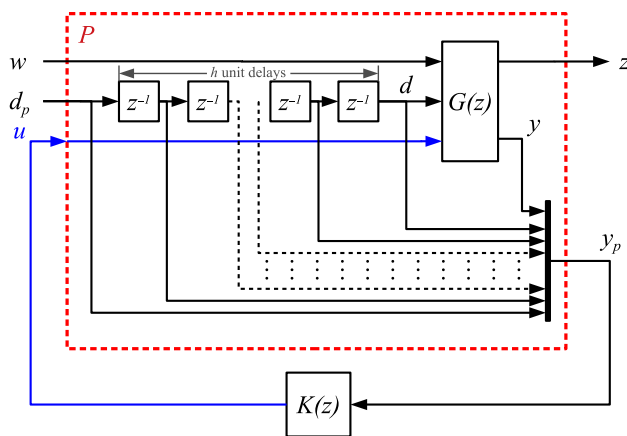 P
w
h unit delays
z
d_p
z⁻¹
z⁻¹
z⁻¹
z⁻¹
d
G(z)
u
y
y_p
K(z)